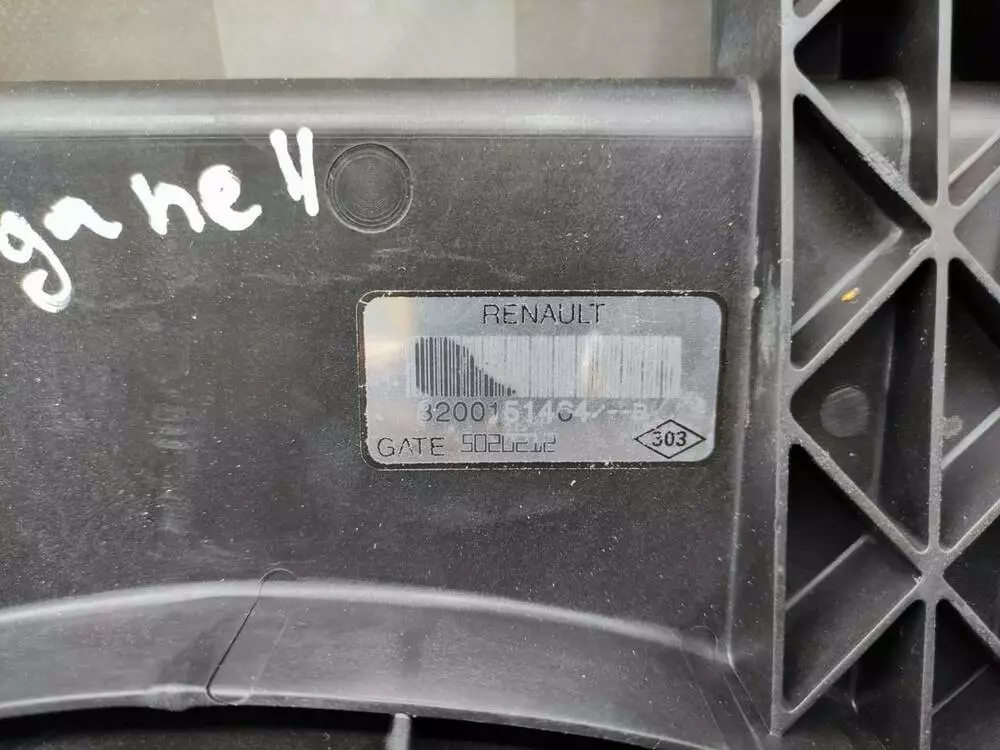 gane II
RENAULT
8200151464/--B/
GATE
303